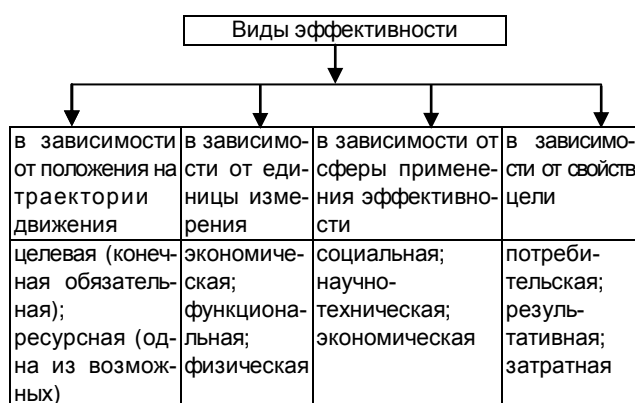 Виды эффективности
в зависимости
от положения на
траектории
движения
в зависимо-
сти от еди-
ницы изме-
рения
в зависимости от
сферы примене-
ния эффективно-
сти
в зависимо-
сти от свойств
цели
целевая (конеч-
ная обязатель-
ная);
ресурсная (од-
на из возмож-
ных)
экономиче-
ская;
функциона-
льная;
физическая
социальная;
научно-
техническая;
экономическая
потреби-
тельская;
резуль-
тативная;
затратная